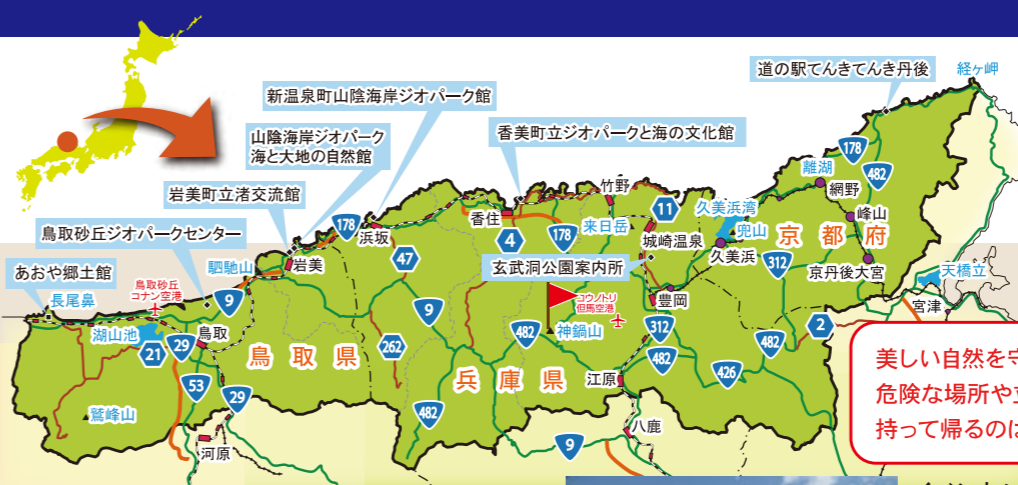 道の駅てんきてんき丹後
経ヶ岬
新温泉町山陰海岸ジオパーク館
山陰海岸ジオパーク
海と大地の自然館
香美町立ジオパークと海の文化館
岩美町立渚交流館
鳥取砂丘ジオパークセンター
あおや郷土館
玄武洞公園案内所
178
482
離湖
網野
峰山
竹野
11
久美浜湾
兜山
京都府
香住
来日岳
城崎温泉
久美浜
312
京丹後大宮
178
浜坂
4
178
47
天橋立
宮津
駟馳山
岩美
長尾鼻
鳥取砂丘
コナン空港
9
豊岡
コウノトリ
但馬空港
9
湖山池
鳥取
21
29
262
482
神鍋山
312
482
482
2
鳥取県
兵庫県
江原
426
53
29
鷲峰山
482
八鹿
9
河原
美しい自然を
危険な場所や
持って帰るのは